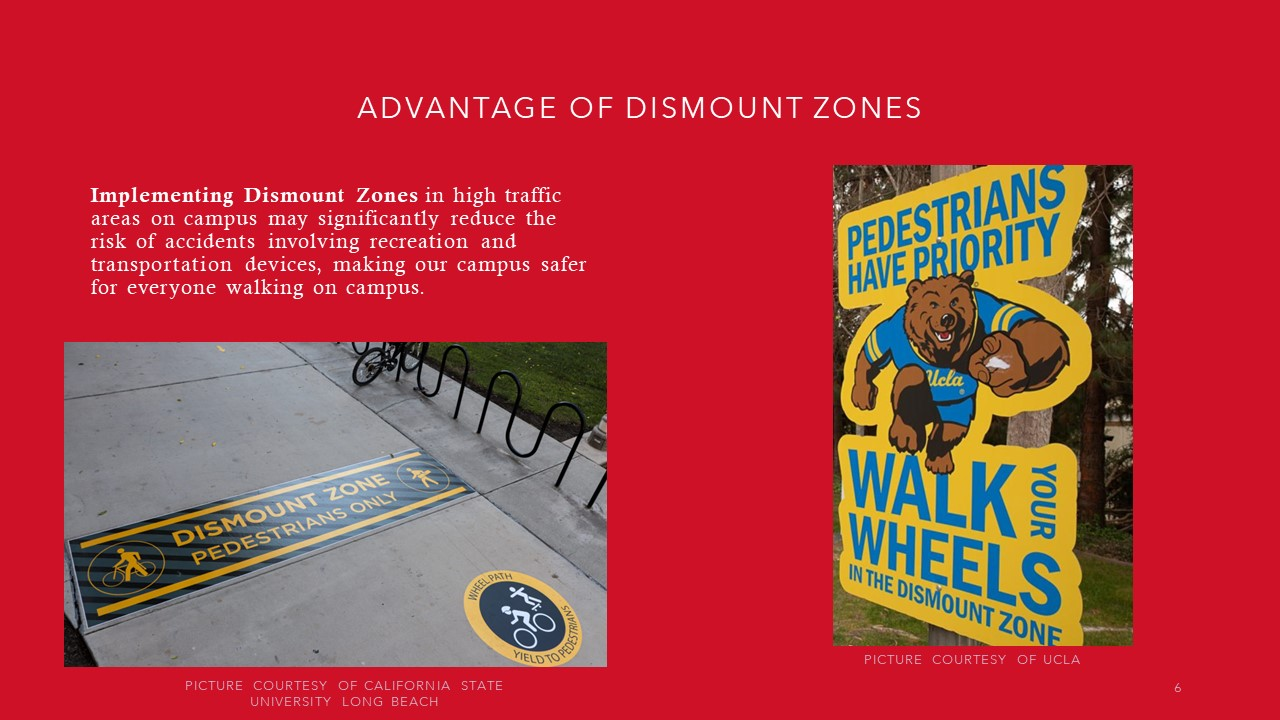 ADVANTAGE OF DISMOUNT ZONES
Implementing Dismount Zones in high traffic
areas on campus may significantly reduce the
risk of accidents involving recreation and
transportation devices, making our campus safer
for everyone walking on campus.
DISMOUNT ZONE
PEDESTRIANS ONLY
WHEEL PATH
YIELD TO PEDESTRIANS
PICTURE COURTESY OF CALIFORNIA STATE
UNIVERSITY LONG BEACH
PEDESTRIANS
HAVE PRIORITY
Ucla
WALK
YOUR
WHEELS
IN THE DISMOUNT ZONE
PICTURE COURTESY OF UCLA
6